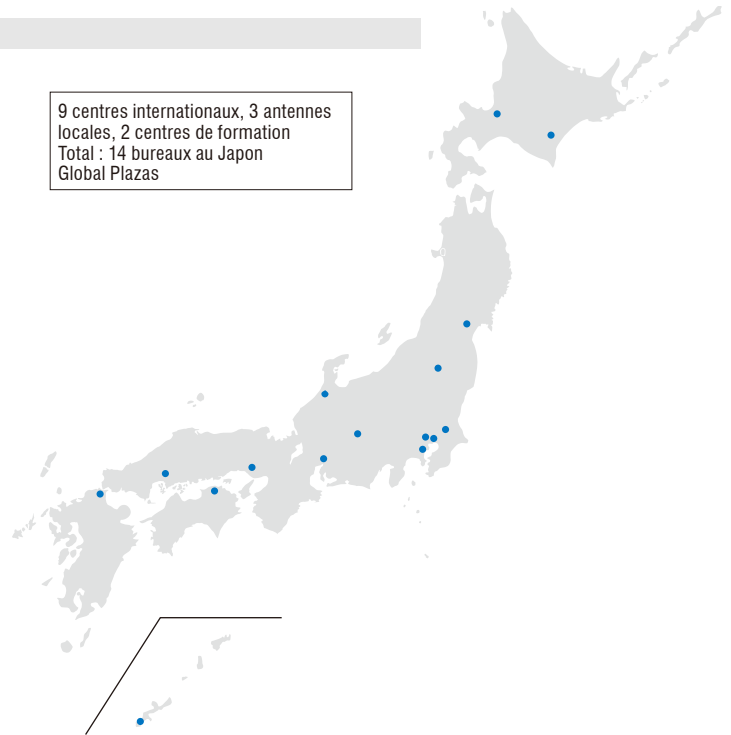 9 centres internationaux, 3 antennes
locales, 2 centres de formation
Total : 14 bureaux au Japon
Global Plazas